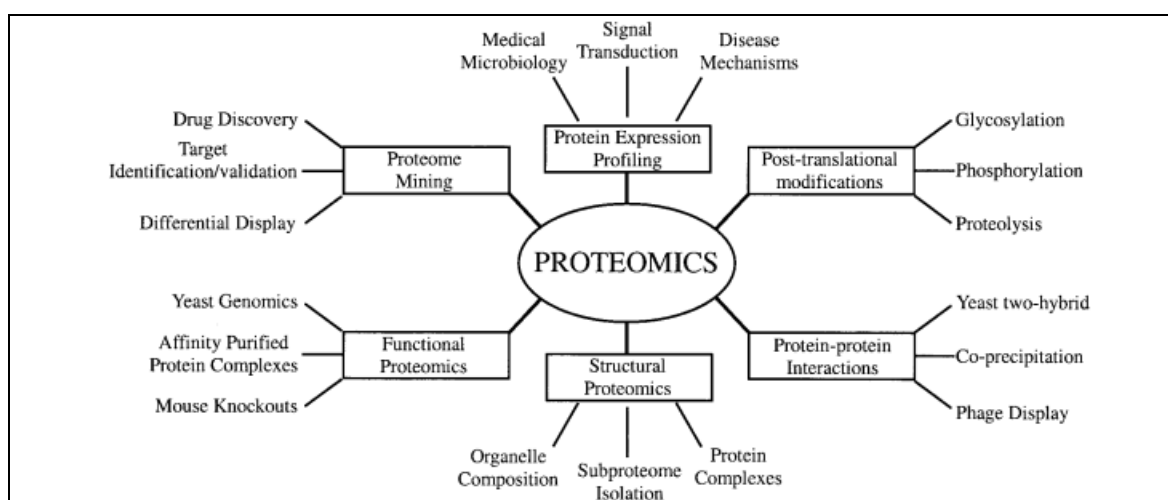 Medical
Microbiology
Signal
Transduction
Disease
Mechanisms
Protein Expression
Profiling
Drug Discovery
Target
Identification/validation
Differential Display
Proteome
Mining
Post-translational
modifications
Glycosylation
Phosphorylation
Proteolysis
PROTEOMICS
Yeast Genomics
Affinity Purified
Protein Complexes
Mouse Knockouts
Functional
Proteomics
Structural
Proteomics
Organelle
Composition
Subproteome
Isolation
Protein
Complexes
Protein-protein
Interactions
Yeast two-hybrid
Co-precipitation
Phage Display